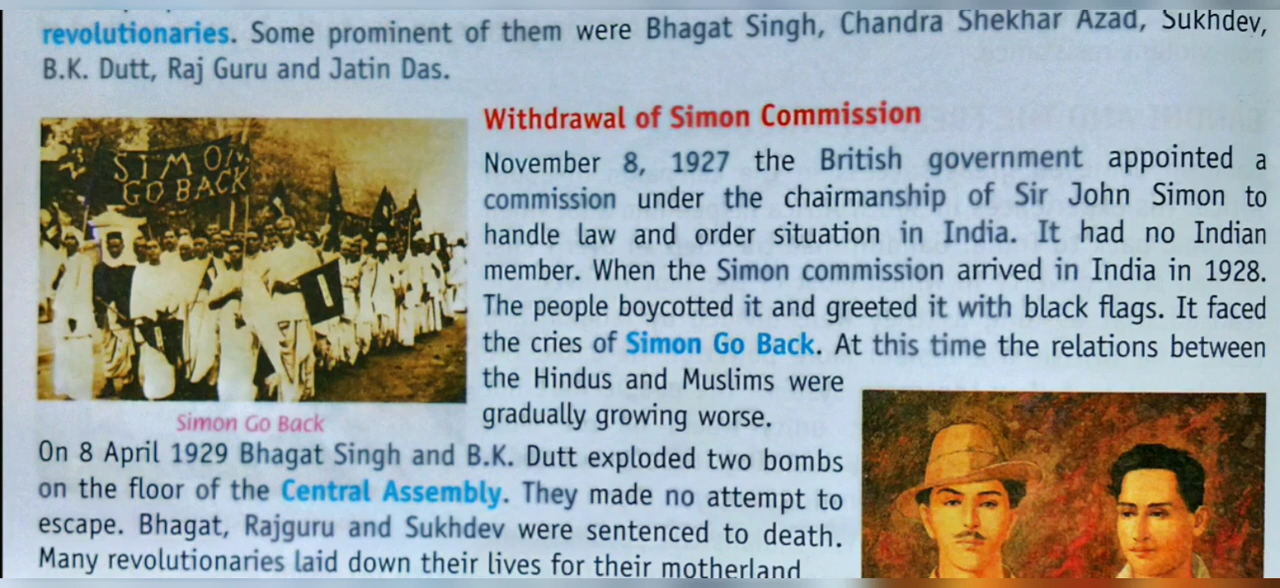 revolutionaries. Some prominent of them were Bhagat Singh, Chandra Shekhar Azad, Sukhdev,
B.K. Dutt, Raj Guru and Jatin Das.
SIMON
GO BACK
Simon Go Back
Withdrawal of Simon Commission
November 8, 1927 the British government appointed a
commission under the chairmanship of Sir John Simon to
handle law and order situation in India. It had no Indian
member. When the Simon commission arrived in India in 1928.
The people boycotted it and greeted it with black flags. It faced
the cries of Simon Go Back. At this time the relations between
the Hindus and Muslims were
gradually growing worse.
On 8 April 1929 Bhagat Singh and B.K. Dutt exploded two bombs
on the floor of the Central Assembly. They made no attempt to
escape. Bhagat, Rajguru and Sukhdev were sentenced to death.
Many revolutionaries laid down their lives for their motherland